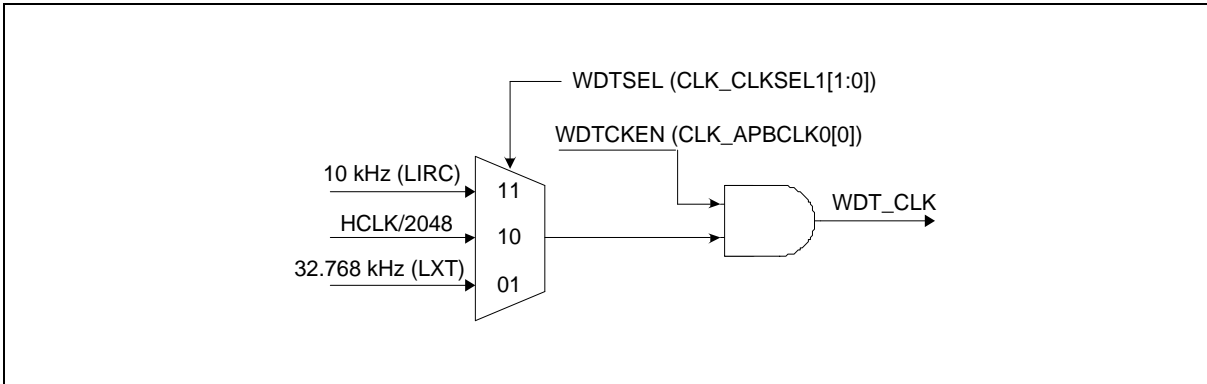 WDTSEL (CLK_CLKSEL1[1:0])
WDTCKEN (CLK_APBCLK0[0])
10 kHz (LIRC)
11
WDT_CLK
HCLK/2048
10
32.768 kHz (LXT)
01